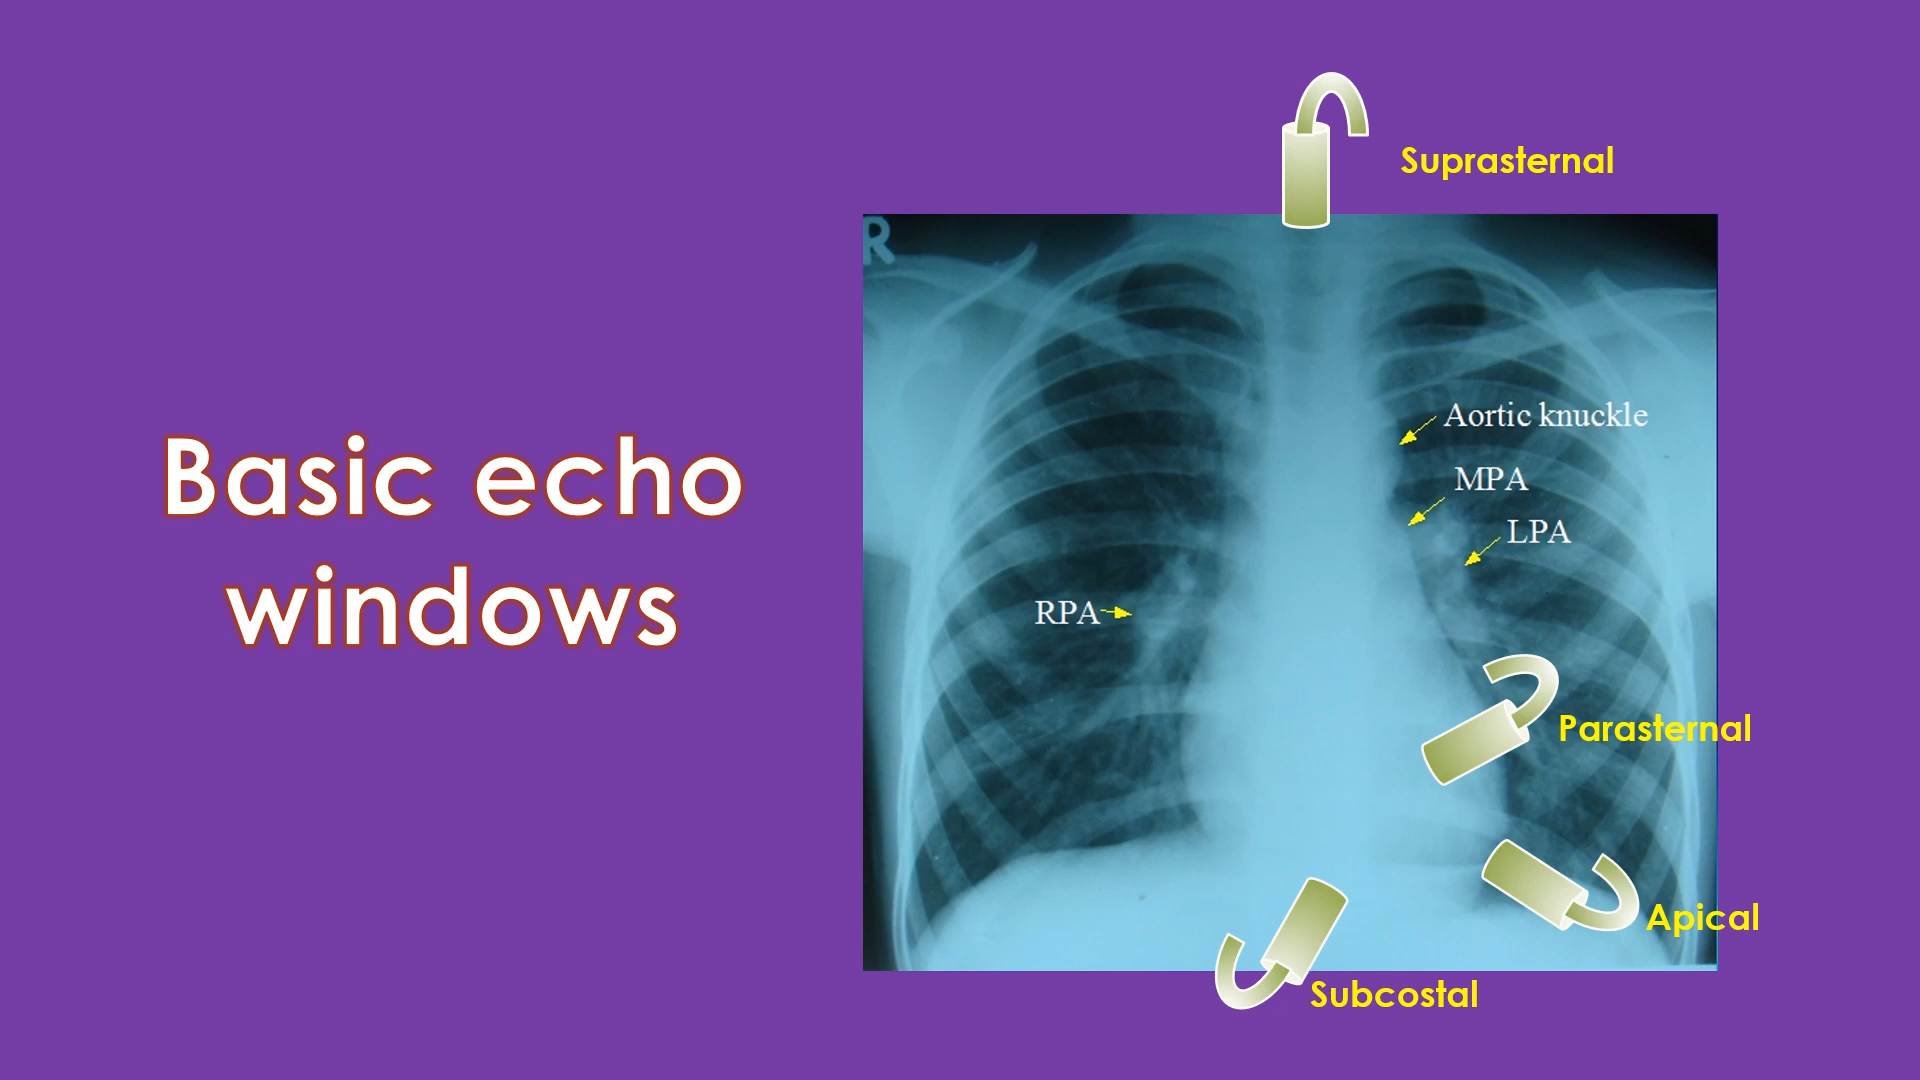 Basic echo
windows
Suprasternal
R
Aortic knuckle
MPA
LPA
RPA
Parasternal
Apical
Subcostal